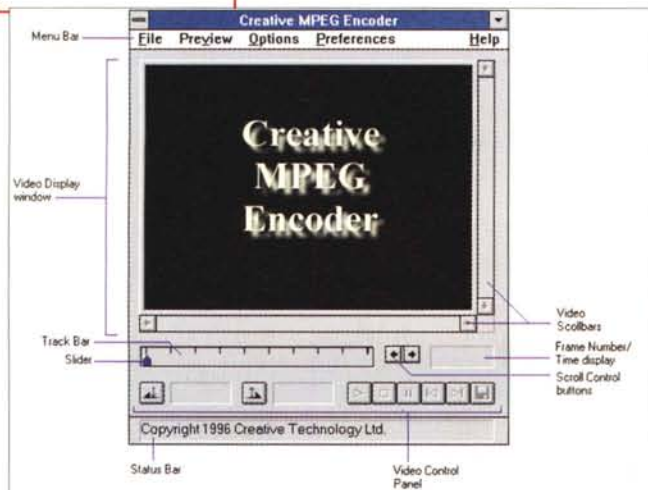 Creative MPEG Encoder
Menu Bar
File Preview Options Preferences Help
Creative
MPEG
Encoder
Video Display
window
Video
Scollbars
Track Bar
Frame Number/
Time display
Slider
Scroll Control
buttons
Copyright 1996 Creative Technology Ltd.
Status Bar
Video Control
Panel